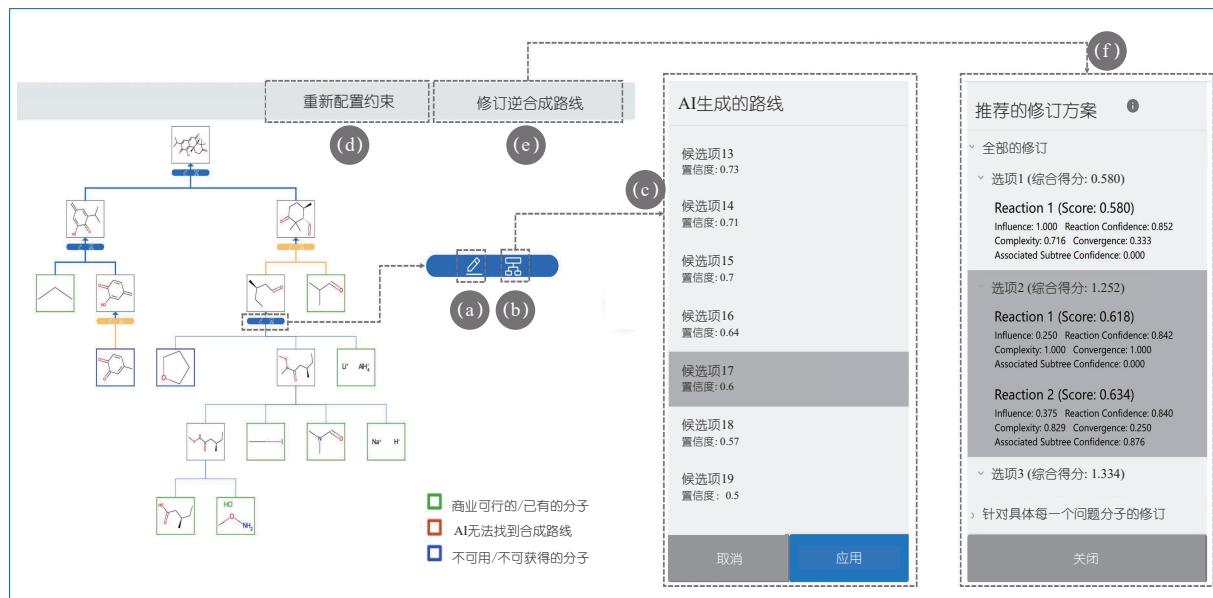 (f)
重新配置约束
修订逆合成路线
(d)
(e)
(c)
(a)
(b)
HO
O
O
O
HO
O
O
O
HO
O
O
O
O
O
O
N
O
Li⁺ AlH₄⁻
O
N
O
I
N
O
Na⁺ H⁻
HO
O
HCl
O
NH₂
商业可行的/已有的分子
AI无法找到合成路线
不可用/不可获得的分子
AI生成的路线
候选项13
置信度: 0.73
候选项14
置信度: 0.71
候选项15
置信度: 0.7
候选项16
置信度: 0.64
候选项17
置信度: 0.6
候选项18
置信度: 0.57
候选项19
置信度: 0.5
取消
应用
推荐的修订方案
全部的修订
选项1 (综合得分: 0.580)
Reaction 1 (Score: 0.580)
Influence: 1.000 Reaction Confidence: 0.852
Complexity: 0.716 Convergence: 0.333
Associated Subtree Confidence: 0.000
选项2 (综合得分: 1.252)
Reaction 1 (Score: 0.618)
Influence: 0.250 Reaction Confidence: 0.842
Complexity: 1.000 Convergence: 1.000
Associated Subtree Confidence: 0.000
Reaction 2 (Score: 0.634)
Influence: 0.375 Reaction Confidence: 0.840
Complexity: 0.829 Convergence: 0.250
Associated Subtree Confidence: 0.876
选项3 (综合得分: 1.334)
针对具体每一个问题分子的修订
关闭